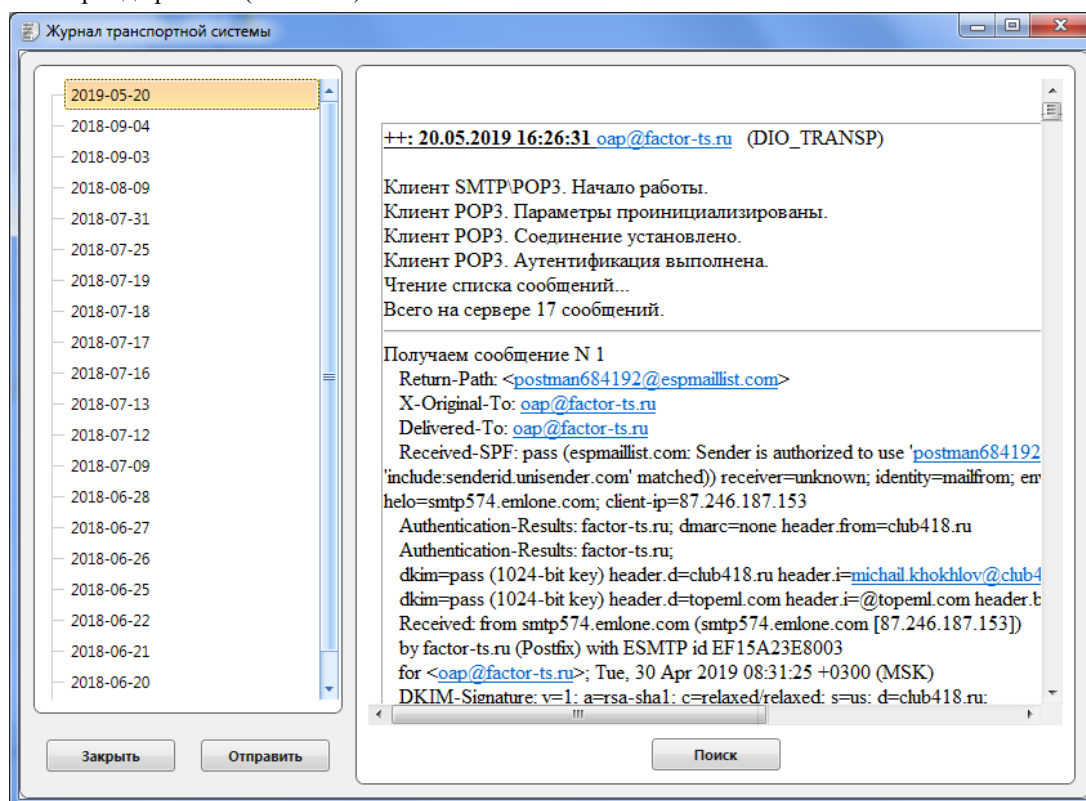 Журнал транспортной системы
2019-05-20
2018-09-04
2018-09-03
2018-08-09
2018-07-31
2018-07-25
2018-07-19
2018-07-18
2018-07-17
2018-07-16
2018-07-13
2018-07-12
2018-07-09
2018-06-28
2018-06-27
2018-06-26
2018-06-25
2018-06-22
2018-06-21
2018-06-20
Закрыть
Отправить
++: 20.05.2019 16:26:31 oap@factor-ts.ru (DIO_TRANSP)
Клиент SMTP\POP3. Начало работы.
Клиент POP3. Параметры проинициализированы.
Клиент POP3. Соединение установлено.
Клиент POP3. Аутентификация выполнена.
Чтение списка сообщений...
Всего на сервере 17 сообщений.
Получаем сообщение N 1
Return-Path: <postman684192@espmaillist.com>
X-Original-To: oap@factor-ts.ru
Delivered-To: oap@factor-ts.ru
Received-SPF: pass (espmaillist.com: Sender is authorized to use 'postman684192
'include:senderid.unisender.com' matched)) receiver=unknown; identity=mailfrom; en
helo=smtp574.emlone.com; client-ip=87.246.187.153
Authentication-Results: factor-ts.ru; dmarc=none header.from=club418.ru
Authentication-Results: factor-ts.ru;
dkim=pass (1024-bit key) header.d=club418.ru header.i=michail.khokhlov@club4
dkim=pass (1024-bit key) header.d=topeml.com header.i=@topeml.com header.b
Received: from smtp574.emlone.com (smtp574.emlone.com [87.246.187.153])
by factor-ts.ru (Postfix) with ESMTP id EF15A23E8003
for <oap@factor-ts.ru>; Tue, 30 Apr 2019 08:31:25 +0300 (MSK)
DKIM-Signature: v=1; a=rsa-sha1; c=relaxed/relaxed; s=us; d=club418.ru;
Поиск